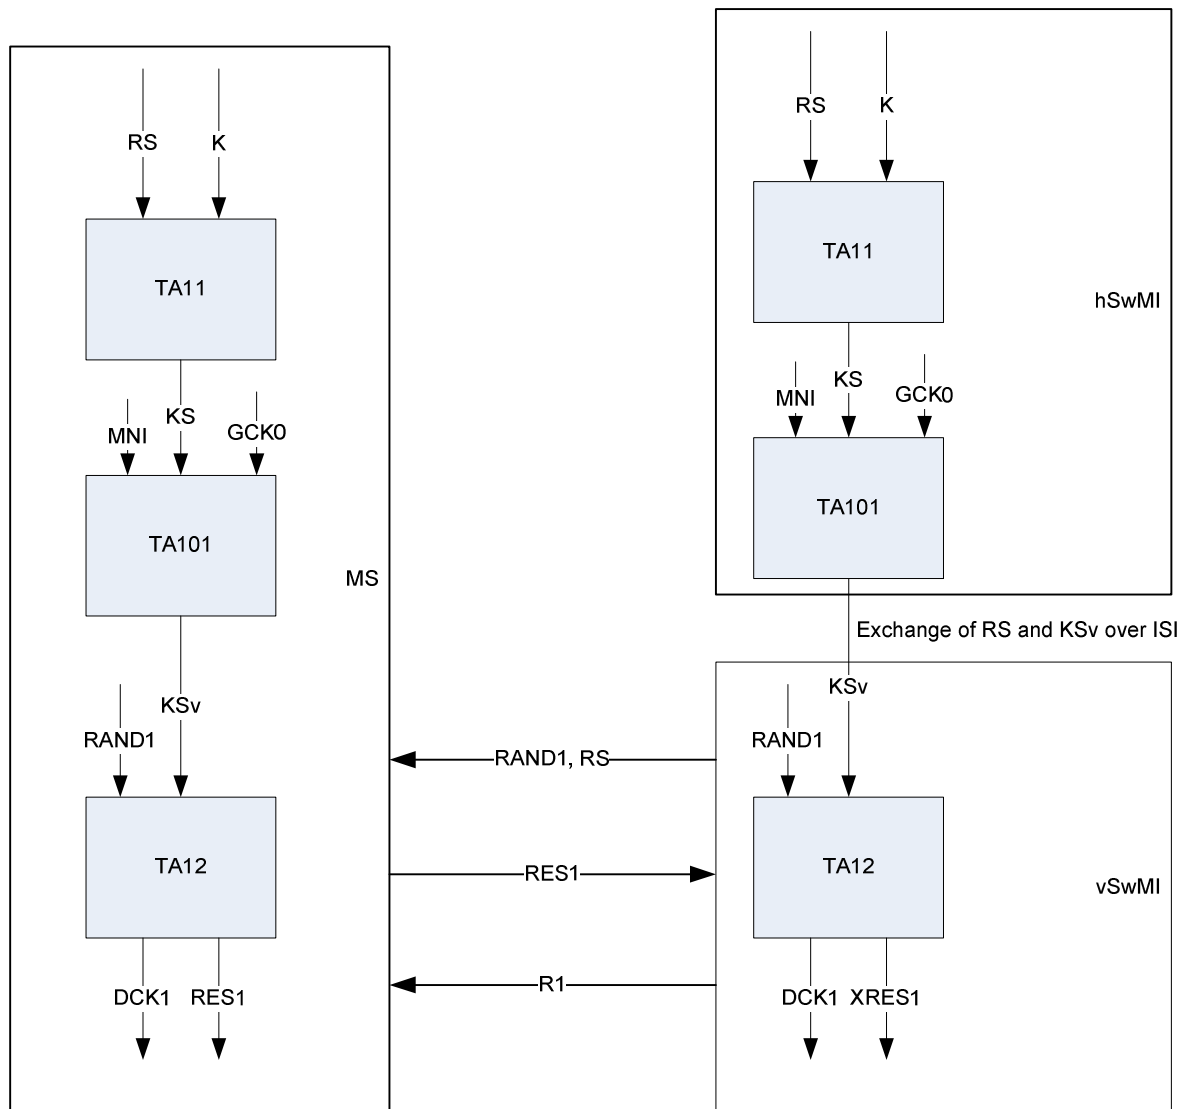 RS
K
TA11
MNI
KS
GCK0
TA101
MS
KSv
RAND1
TA12
DCK1
RES1
RAND1, RS
RES1
R1
RS
K
TA11
hSwMI
MNI
KS
GCK0
TA101
Exchange of RS and KSv over ISI
KSv
RAND1
TA12
vSwMI
DCK1
XRES1